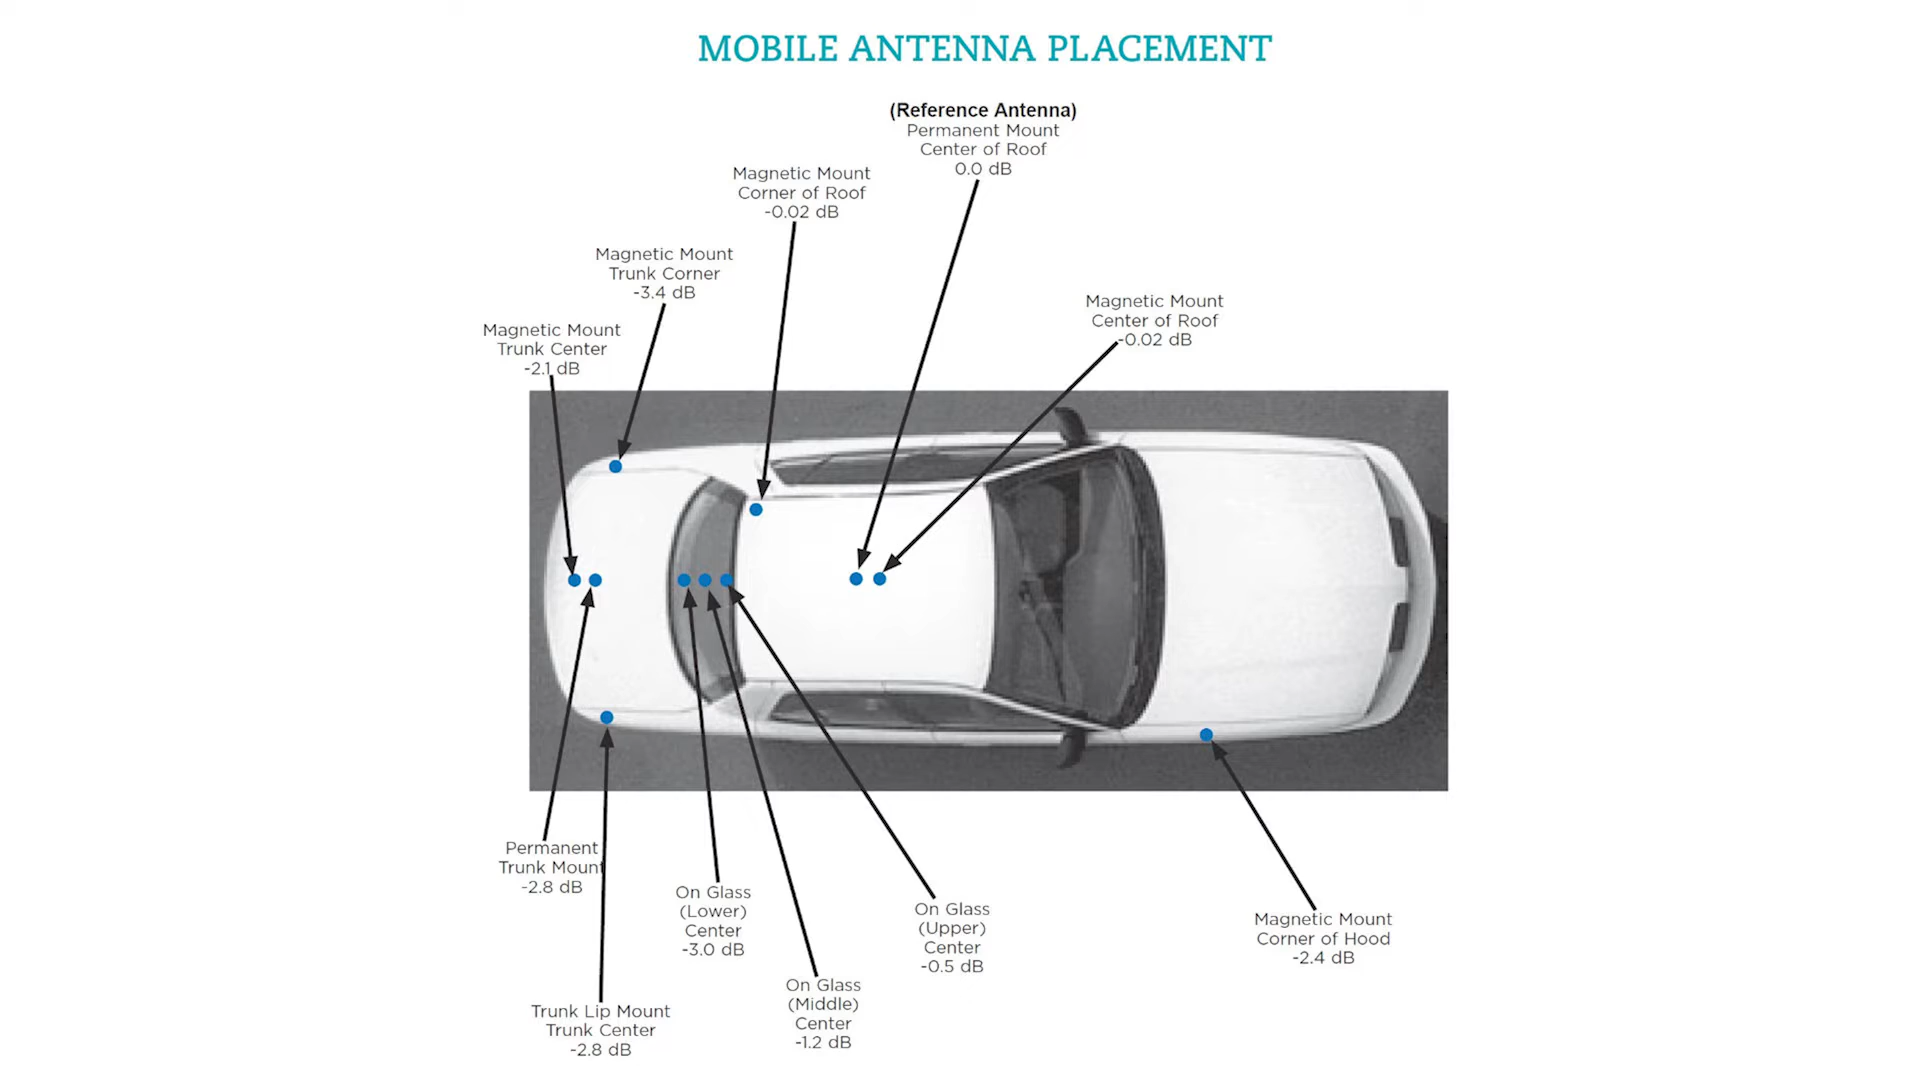 MOBILE ANTENNA PLACEMENT
(Reference Antenna)
Permanent Mount
Center of Roof
0.0 dB
Magnetic Mount
Corner of Roof
-0.02 dB
Magnetic Mount
Trunk Corner
-3.4 dB
Magnetic Mount
Center of Roof
-0.02 dB
Magnetic Mount
Trunk Center
-2.1 dB
Permanent
Trunk Mount
-2.8 dB
On Glass
(Lower)
Center
-3.0 dB
On Glass
(Upper)
Center
-0.5 dB
Magnetic Mount
Corner of Hood
-2.4 dB
On Glass
(Middle)
Center
-1.2 dB
Trunk Lip Mount
Trunk Center
-2.8 dB